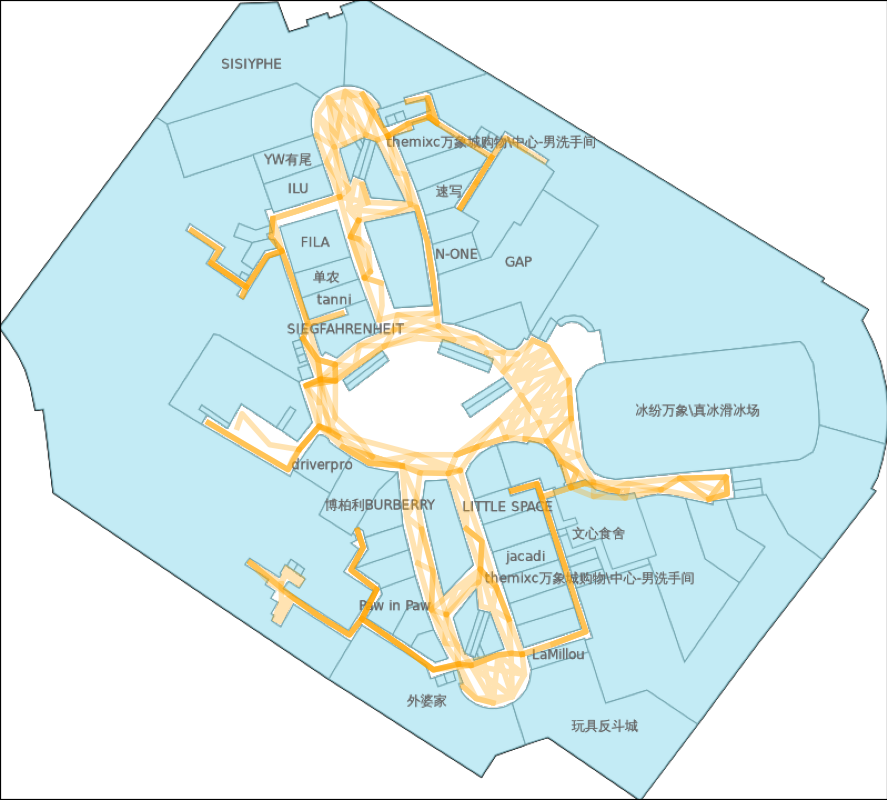 SISIYPHE
themixc万象城购物\中心-男洗手间
YW有尾
ILU
速写
FILA
N-ONE
GAP
单农
tanni
SIEGFAHRENHEIT
冰纷万象\真冰滑冰场
driverpro
博柏利BURBERRY
LITTLE SPACE
文心食舍
jacadi
themixc万象城购物\中心-男洗手间
Paw in Paw
LaMillou
外婆家
玩具反斗城